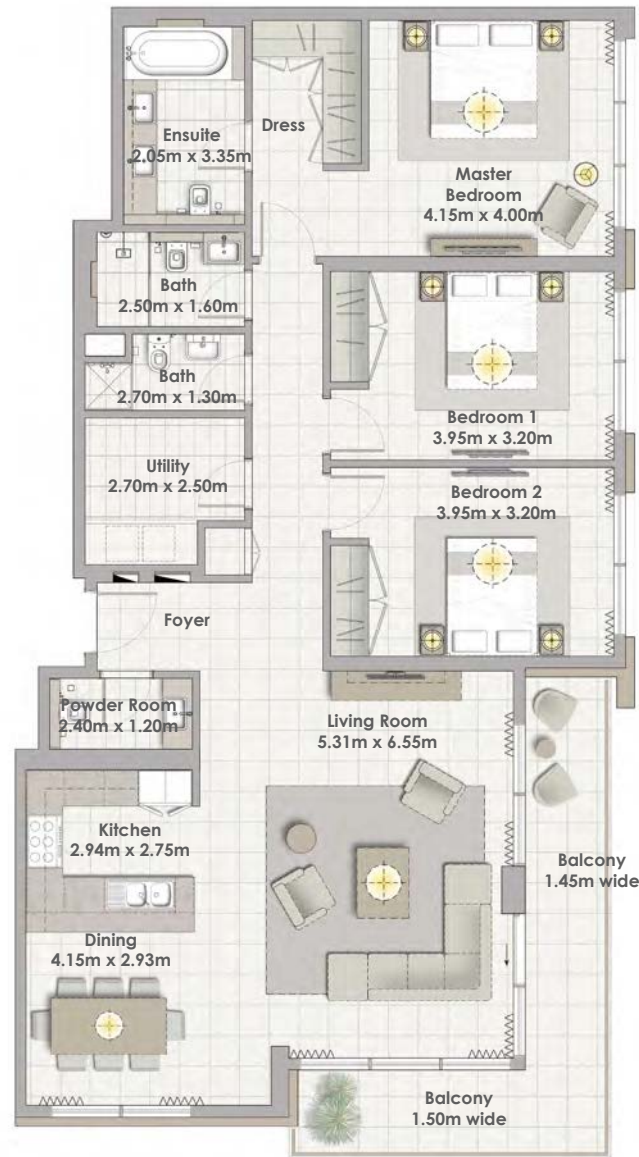 Ensuite
2.05m x 3.35m
Dress
Master
Bedroom
4.15m x 4.00m
Bath
2.50m x 1.60m
Bath
2.70m x 1.30m
Bedroom 1
3.95m x 3.20m
Utility
2.70m x 2.50m
Bedroom 2
3.95m x 3.20m
Foyer
Powder Room
2.40m x 1.20m
Living Room
5.31m x 6.55m
Kitchen
2.94m x 2.75m
Balcony
1.45m wide
Dining
4.15m x 2.93m
Balcony
1.50m wide